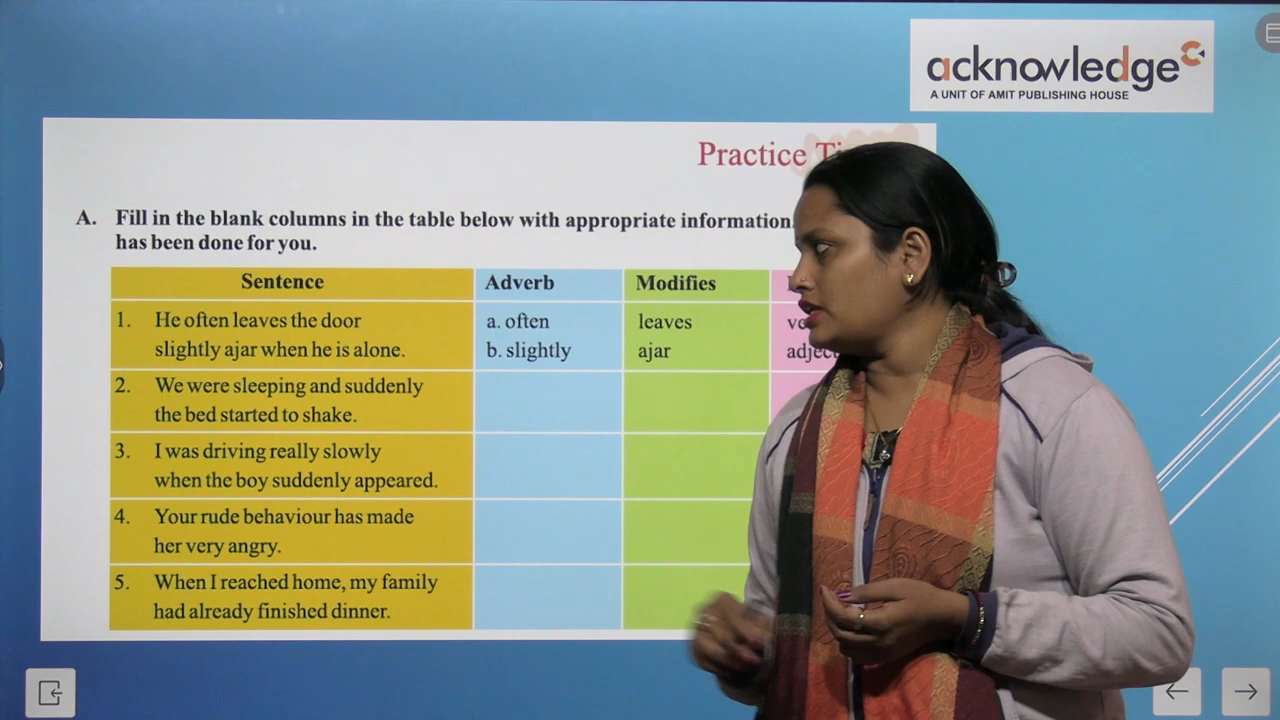 acknowledge
A UNIT OF AMIT PUBLISHING HOUSE
Practice
A. Fill in the blank columns in the table below with appropriate information.
has been done for you.
Sentence Adverb Modifies
1. He often leaves the door
slightly ajar when he is alone.
a. often leaves
b. slightly ajar
2. We were sleeping and suddenly
the bed started to shake.
3. I was driving really slowly
when the boy suddenly appeared.
4. Your rude behaviour has made
her very angry.
5. When I reached home, my family
had already finished dinner.